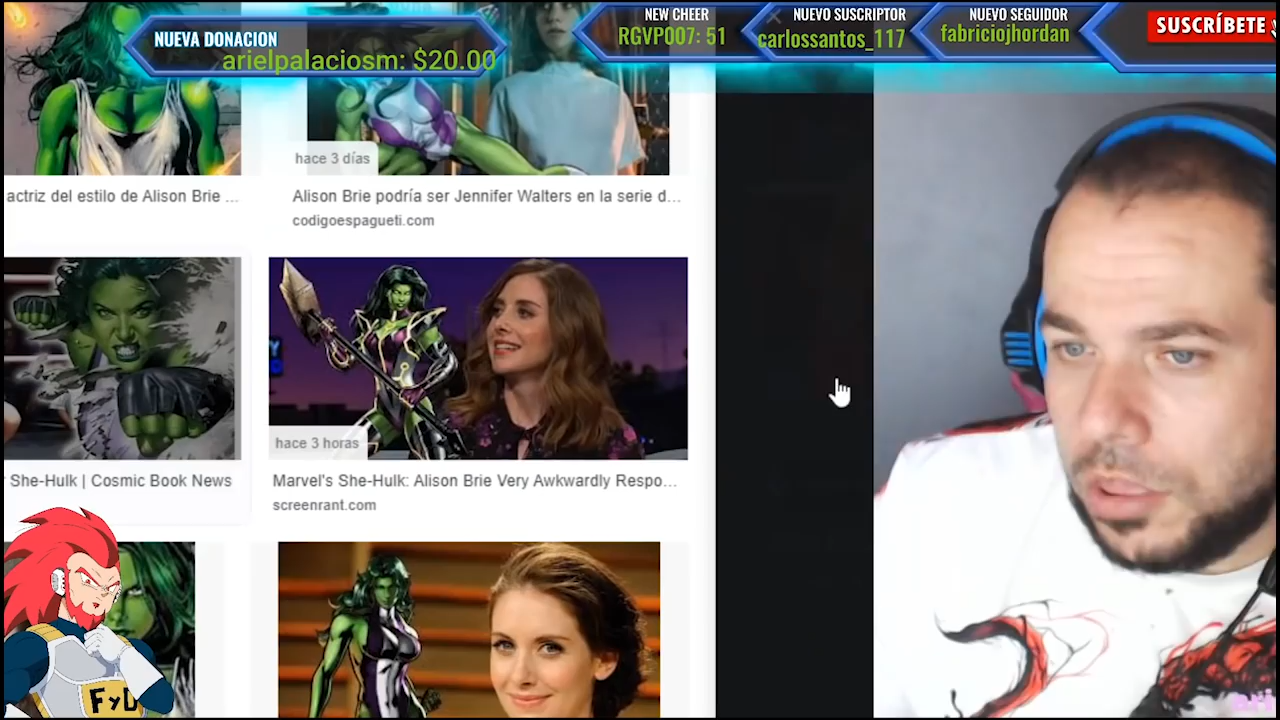 NUEVA DONACION
arielpalaciosm: $20.00
NEW CHEER
RGVP007: 51
NUEVO SUSCRIPTOR
carlossantos_117
NUEVO SEGUIDOR
fabriciojhordan
SUSCRÍBETE
hace 3 días
actriz del estilo de Alison Brie ...
Alison Brie podría ser Jennifer Walters en la serie d...
codigoespagueti.com
hace 3 horas
She-Hulk | Cosmic Book News
Marvel's She-Hulk: Alison Brie Very Awkwardly Respo...
screenrant.com
FyD